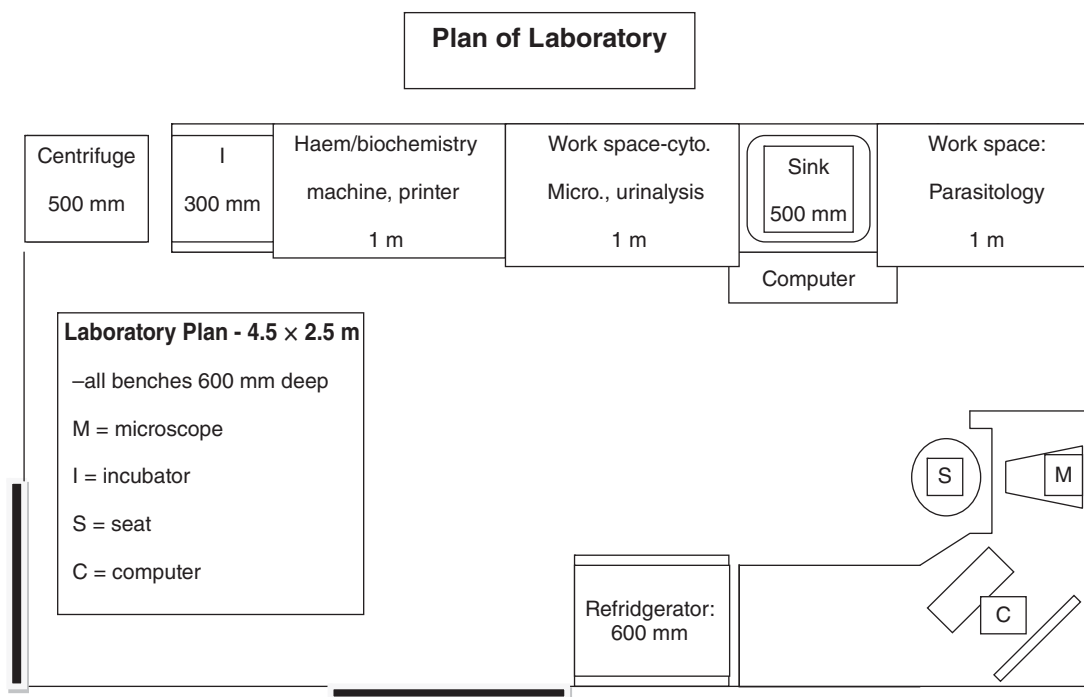 Plan of Laboratory
Centrifuge
500 mm
I
300 mm
Haem/biochemistry
machine, printer
1 m
Work space-cyto.
Micro., urinalysis
1 m
Sink
500 mm
Work space:
Parasitology
1 m
Computer
Laboratory Plan - 4.5 × 2.5 m
–all benches 600 mm deep
M = microscope
I = incubator
S = seat
C = computer
S
M
C
Refridgerator:
600 mm